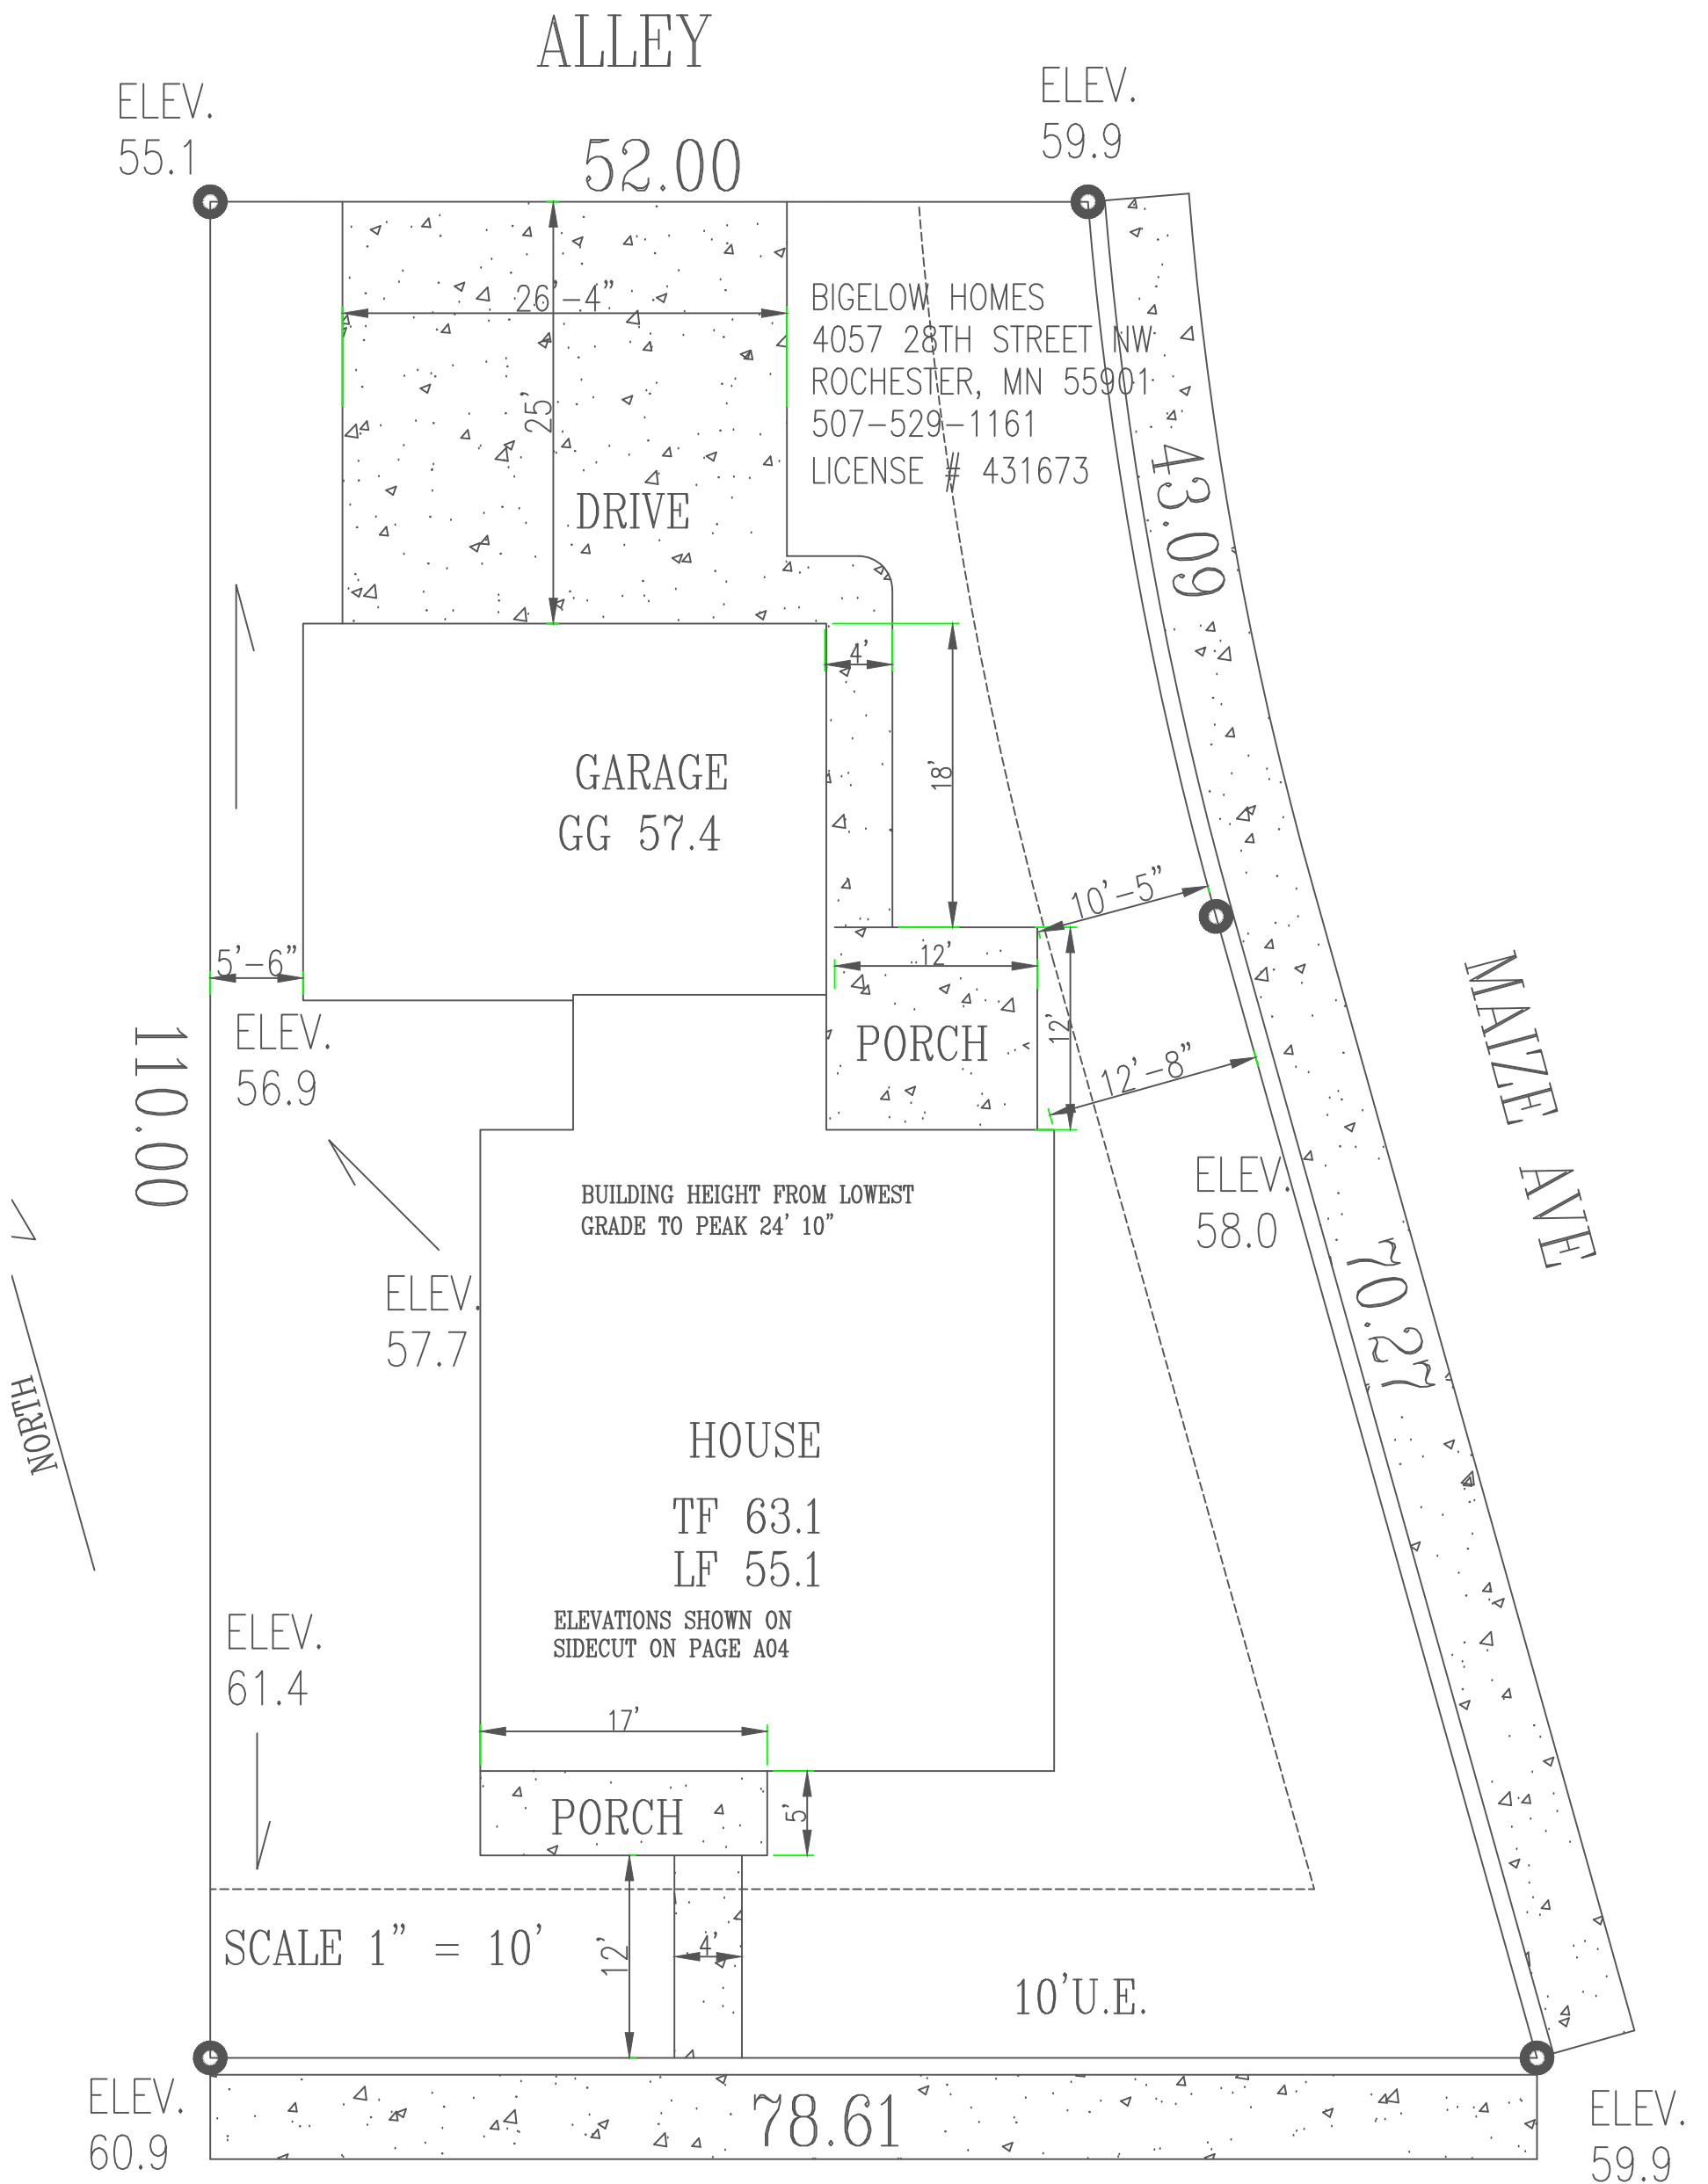 ALLEY
ELEV.
55.1
52.00
ELEV.
59.9
26'-4"
25'
DRIVE
BIGELOW HOMES
4057 28TH STREET NW
ROCHESTER, MN 55901
507-529-1161
LICENSE # 431673
43.09
4'
18'
GARAGE
GG 57.4
10'-5"
5'-6"
12'
PORCH
12'
12'-8"
MAIZE AVE
ELEV.
56.9
110.00
BUILDING HEIGHT FROM LOWEST
GRADE TO PEAK 24' 10"
ELEV.
58.0
ELEV.
57.7
70.27
NORTH
HOUSE
TF 63.1
LF 55.1
ELEVATIONS SHOWN ON
SIDECUT ON PAGE A04
ELEV.
61.4
17'
PORCH
5'
SCALE 1" = 10'
12'
4'
10'U.E.
ELEV.
60.9
78.61
ELEV.
59.9